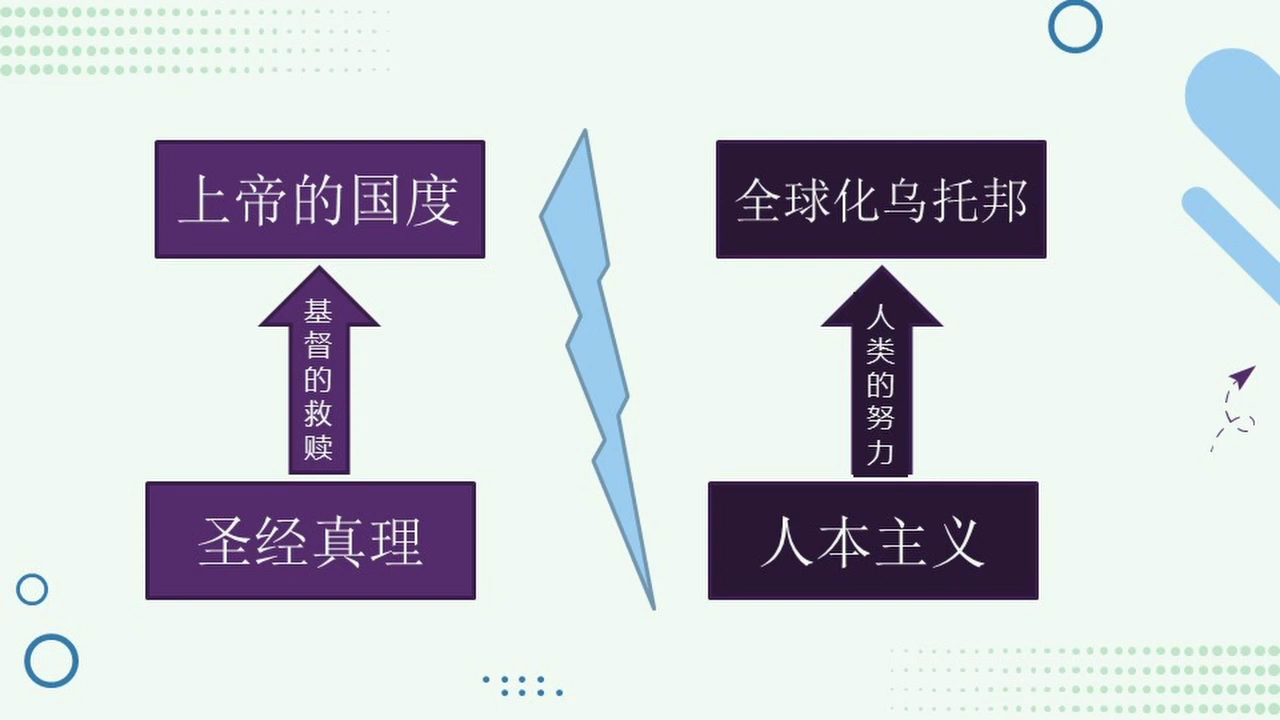 上帝的国度
基督的救赎
圣经真理
全球化乌托邦
人类的努力
人本主义